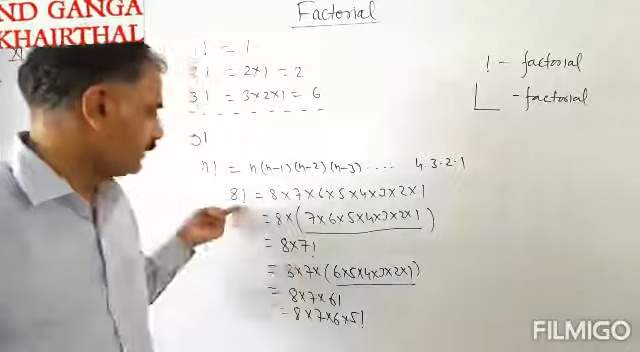 ND GANGA
KHAIRTHAL
Factorial
! = 1
2! = 2×1 = 2
3! = 3×2×1 = 6
! - factorial
- factorial
n! = n(n-1)(n-2)(n-3) .... 4.3.2.1
8! = 8×7×6×5×4×3×2×1
= 8×(7×6×5×4×3×2×1)
= 8×7!
= 8×7×(6×5×4×3×2×1)
= 8×7×6!
= 8×7×6×5!
FILMIGO